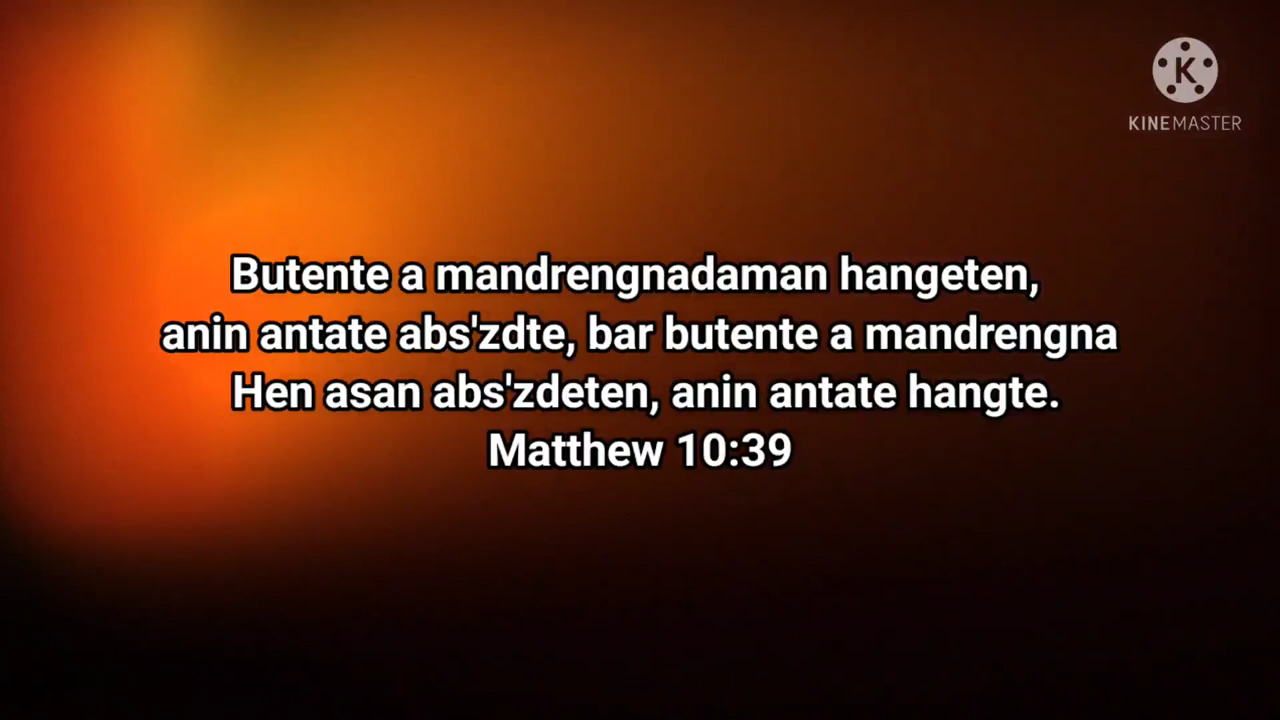 KINEMASTER
Butente a mandrengnadaman hangeten,
anin antate abs'zdte, bar butente a mandrengna
Hen asan abs'zdeten, anin antate hangte.
Matthew 10:39